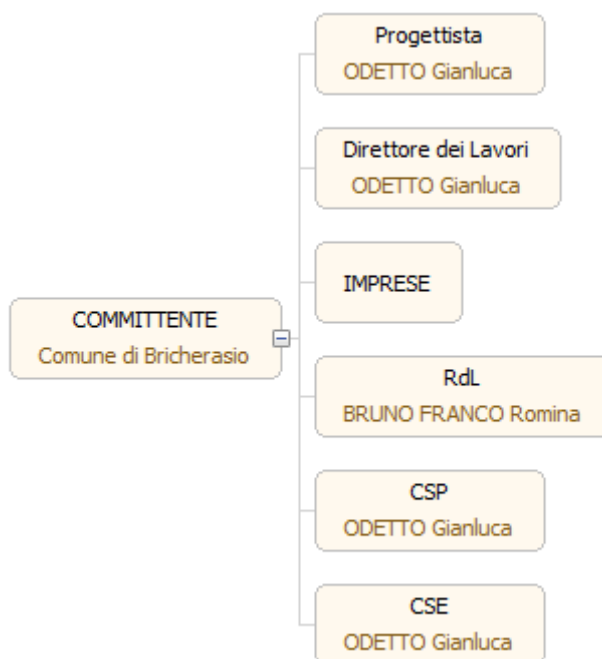 Progettista
ODETTO Gianluca
Direttore dei Lavori
ODETTO Gianluca
IMPRESE
COMMITTENTE
Comune di Bricherasio
RdL
BRUNO FRANCO Romina
CSP
ODETTO Gianluca
CSE
ODETTO Gianluca